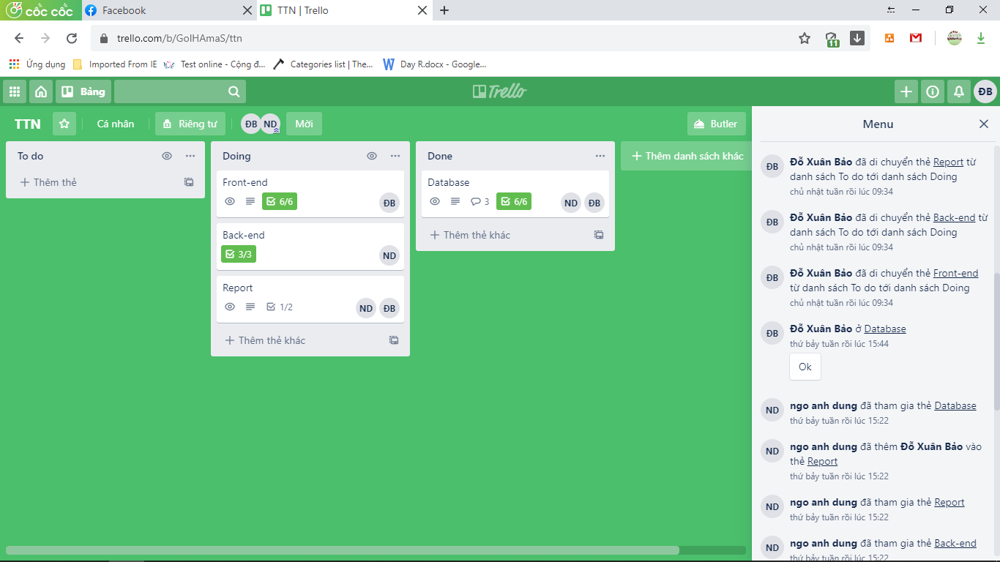 cốc cốc
Facebook
TTN | Trello
trello.com/b/GoIHAmaS/ttn
11
Ứng dụng
Imported From IE
Test online - Cộng đ...
Categories list | The...
Day R.docx - Google...
Bảng
Trello
ĐB
TTN
Cá nhân
Riêng tư
ĐB
ND
Mời
Butler
To do
Thêm thẻ
Doing
Front-end
6/6
ĐB
Back-end
3/3
ND
Report
1/2
ND
ĐB
Thêm thẻ khác
Done
Database
3
6/6
ND
ĐB
Thêm thẻ khác
Thêm danh sách khác
Menu
ĐB
Đỗ Xuân Bảo đã di chuyển thẻ Report từ
danh sách To do tới danh sách Doing
chủ nhật tuần rồi lúc 09:34
ĐB
Đỗ Xuân Bảo đã di chuyển thẻ Back-end từ
danh sách To do tới danh sách Doing
chủ nhật tuần rồi lúc 09:34
ĐB
Đỗ Xuân Bảo đã di chuyển thẻ Front-end
từ danh sách To do tới danh sách Doing
chủ nhật tuần rồi lúc 09:34
ĐB
Đỗ Xuân Bảo ở Database
thứ bảy tuần rồi lúc 15:44
Ok
ND
ngo anh dung đã tham gia thẻ Database
thứ bảy tuần rồi lúc 15:22
ND
ngo anh dung đã thêm Đỗ Xuân Bảo vào
thẻ Report
thứ bảy tuần rồi lúc 15:22
ND
ngo anh dung đã tham gia thẻ Report
thứ bảy tuần rồi lúc 15:22
ND
ngo anh dung đã tham gia thẻ Back-end
thứ bảy tuần rồi lúc 15:22